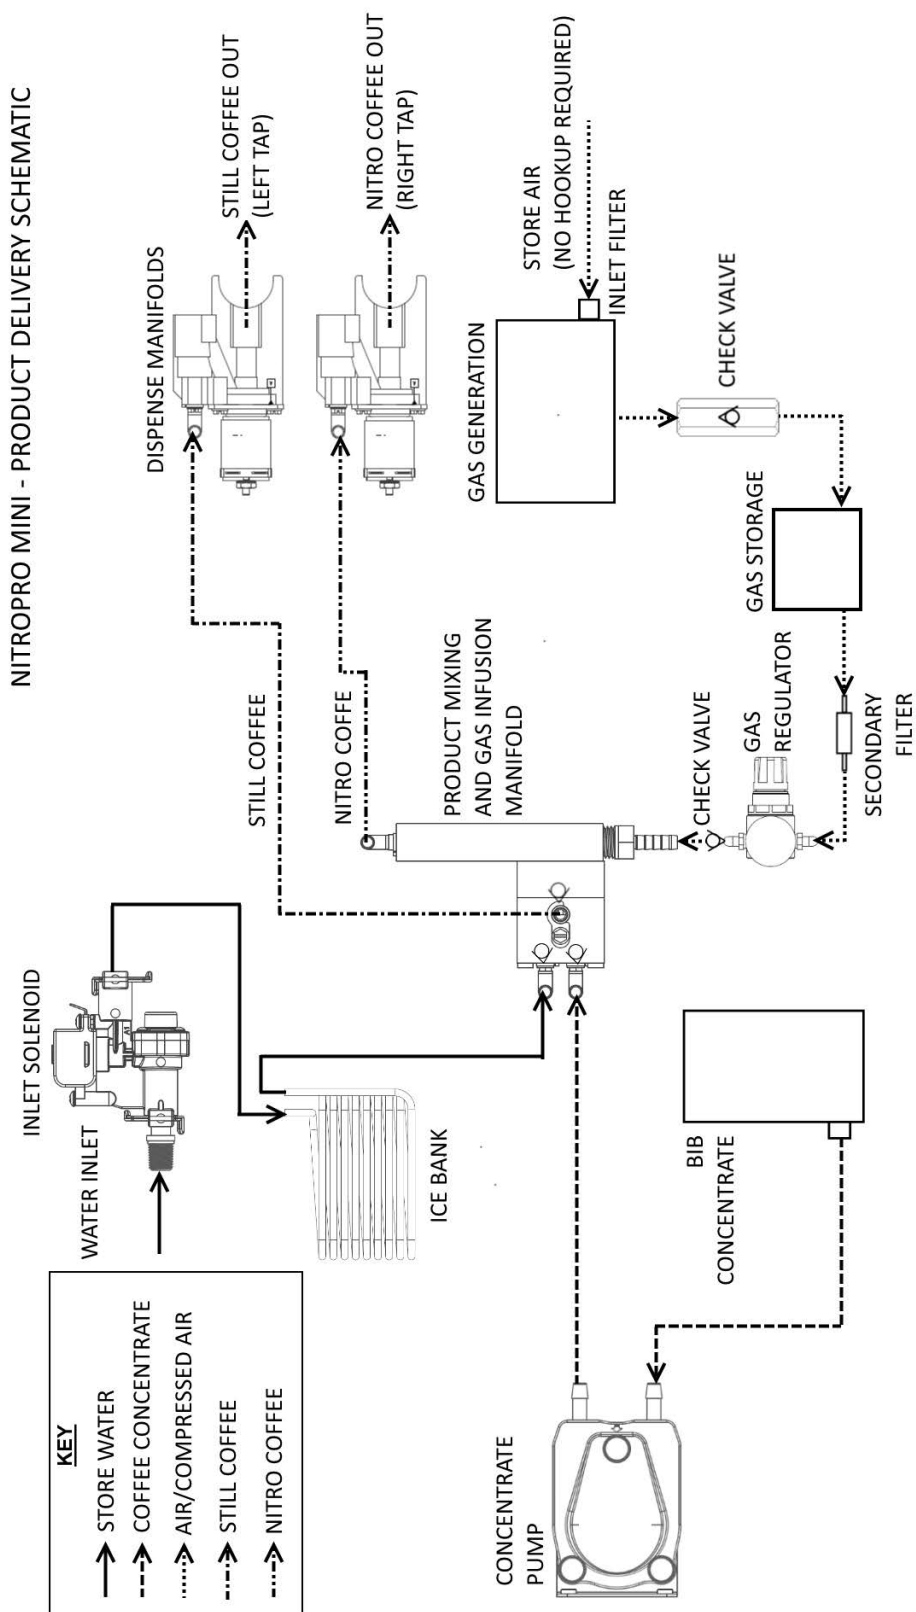 NITROPRO MINI - PRODUCT DELIVERY SCHEMATIC
KEY
STORE WATER
COFFEE CONCENTRATE
AIR/COMPRESSED AIR
STILL COFFEE
NITRO COFFEE
WATER INLET
INLET SOLENOID
ICE BANK
STILL COFFEE
NITRO COFFE
DISPENSE MANIFOLDS
STILL COFFEE OUT
(LEFT TAP)
NITRO COFFEE OUT
(RIGHT TAP)
PRODUCT MIXING
AND GAS INFUSION
MANIFOLD
GAS GENERATION
STORE AIR
(NO HOOKUP REQUIRED)
INLET FILTER
CHECK VALVE
GAS STORAGE
SECONDARY
FILTER
GAS
REGULATOR
CHECK VALVE
BIB
CONCENTRATE
CONCENTRATE
PUMP